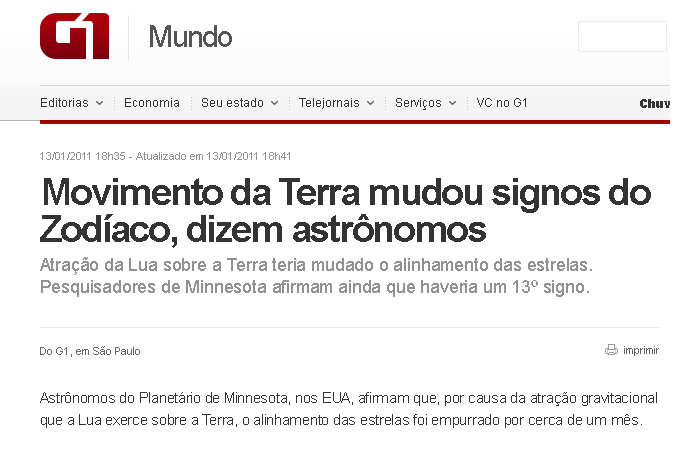 G1 Mundo
Editorias Economia Seu estado Telejornais Serviços VC no G1
13/01/2011 18h35 - Atualizado em 13/01/2011 18h41
Movimento da Terra mudou signos do
Zodíaco, dizem astrônomos
Atração da Lua sobre a Terra teria mudado o alinhamento das estrelas.
Pesquisadores de Minnesota afirmam ainda que haveria um 13º signo.
Do G1, em São Paulo imprimir
Astrônomos do Planetário de Minnesota, nos EUA, afirmam que, por causa da atração gravitacional
que a Lua exerce sobre a Terra, o alinhamento das estrelas foi empurrado por cerca de um mês.